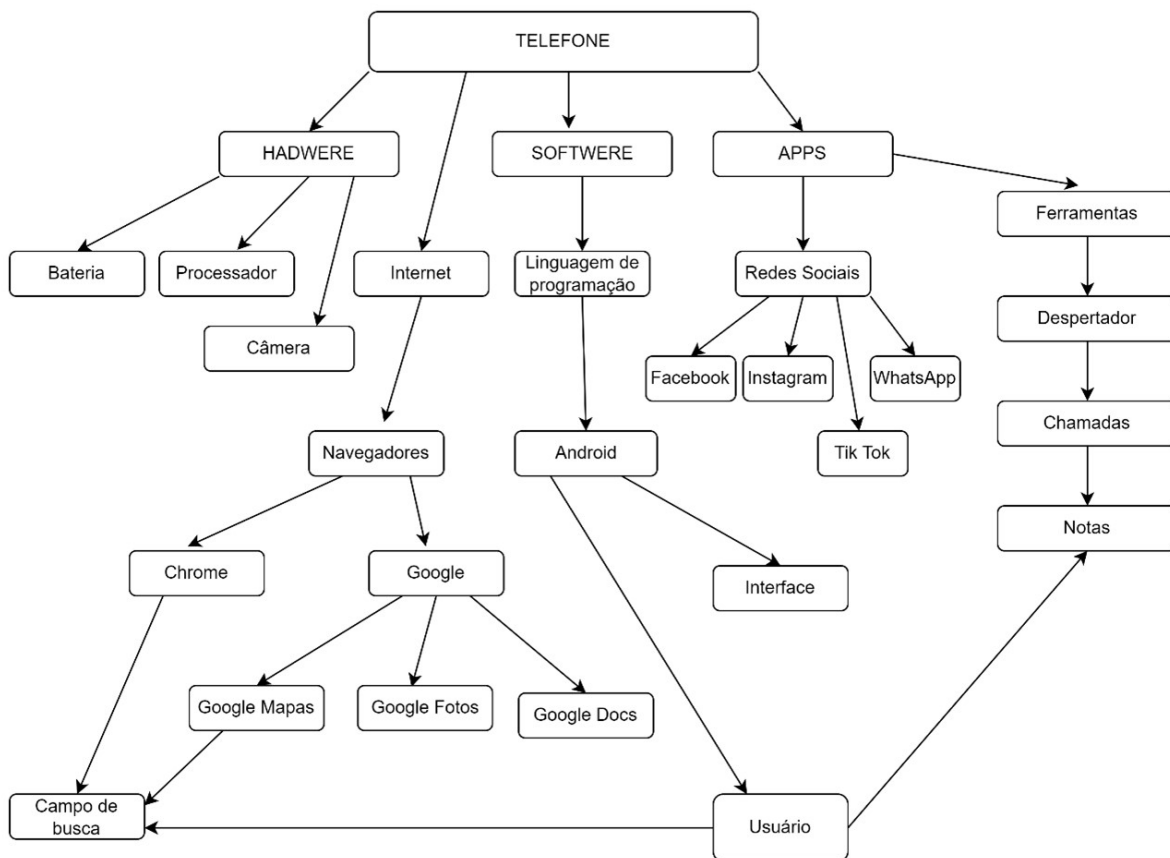 TELEFONE
HADWERE
SOFTWERE
APPS
Ferramentas
Bateria
Processador
Internet
Linguagem de
programação
Redes Sociais
Despertador
Câmera
Facebook
Instagram
WhatsApp
Chamadas
Navegadores
Android
Tik Tok
Notas
Chrome
Google
Interface
Google Mapas
Google Fotos
Google Docs
Campo de
busca
Usuário